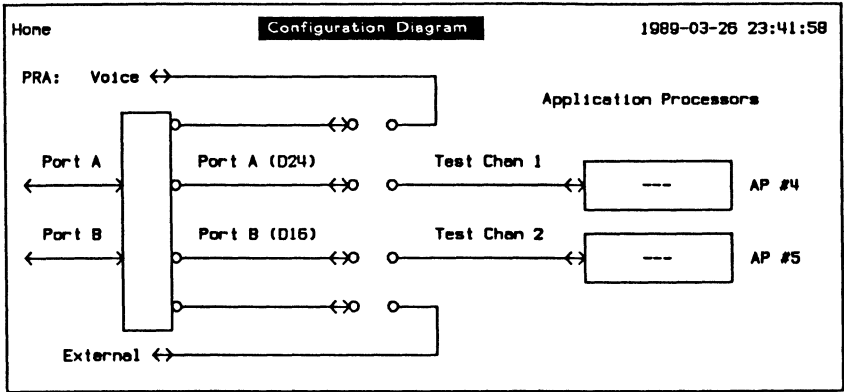 Home Configuration Diagram 1989-03-26 23:41:58
PRA: Voice
Application Processors
Port A Port A (D24) Test Chan 1 --- AP #4
Port B Port B (D16) Test Chan 2 --- AP #5
External